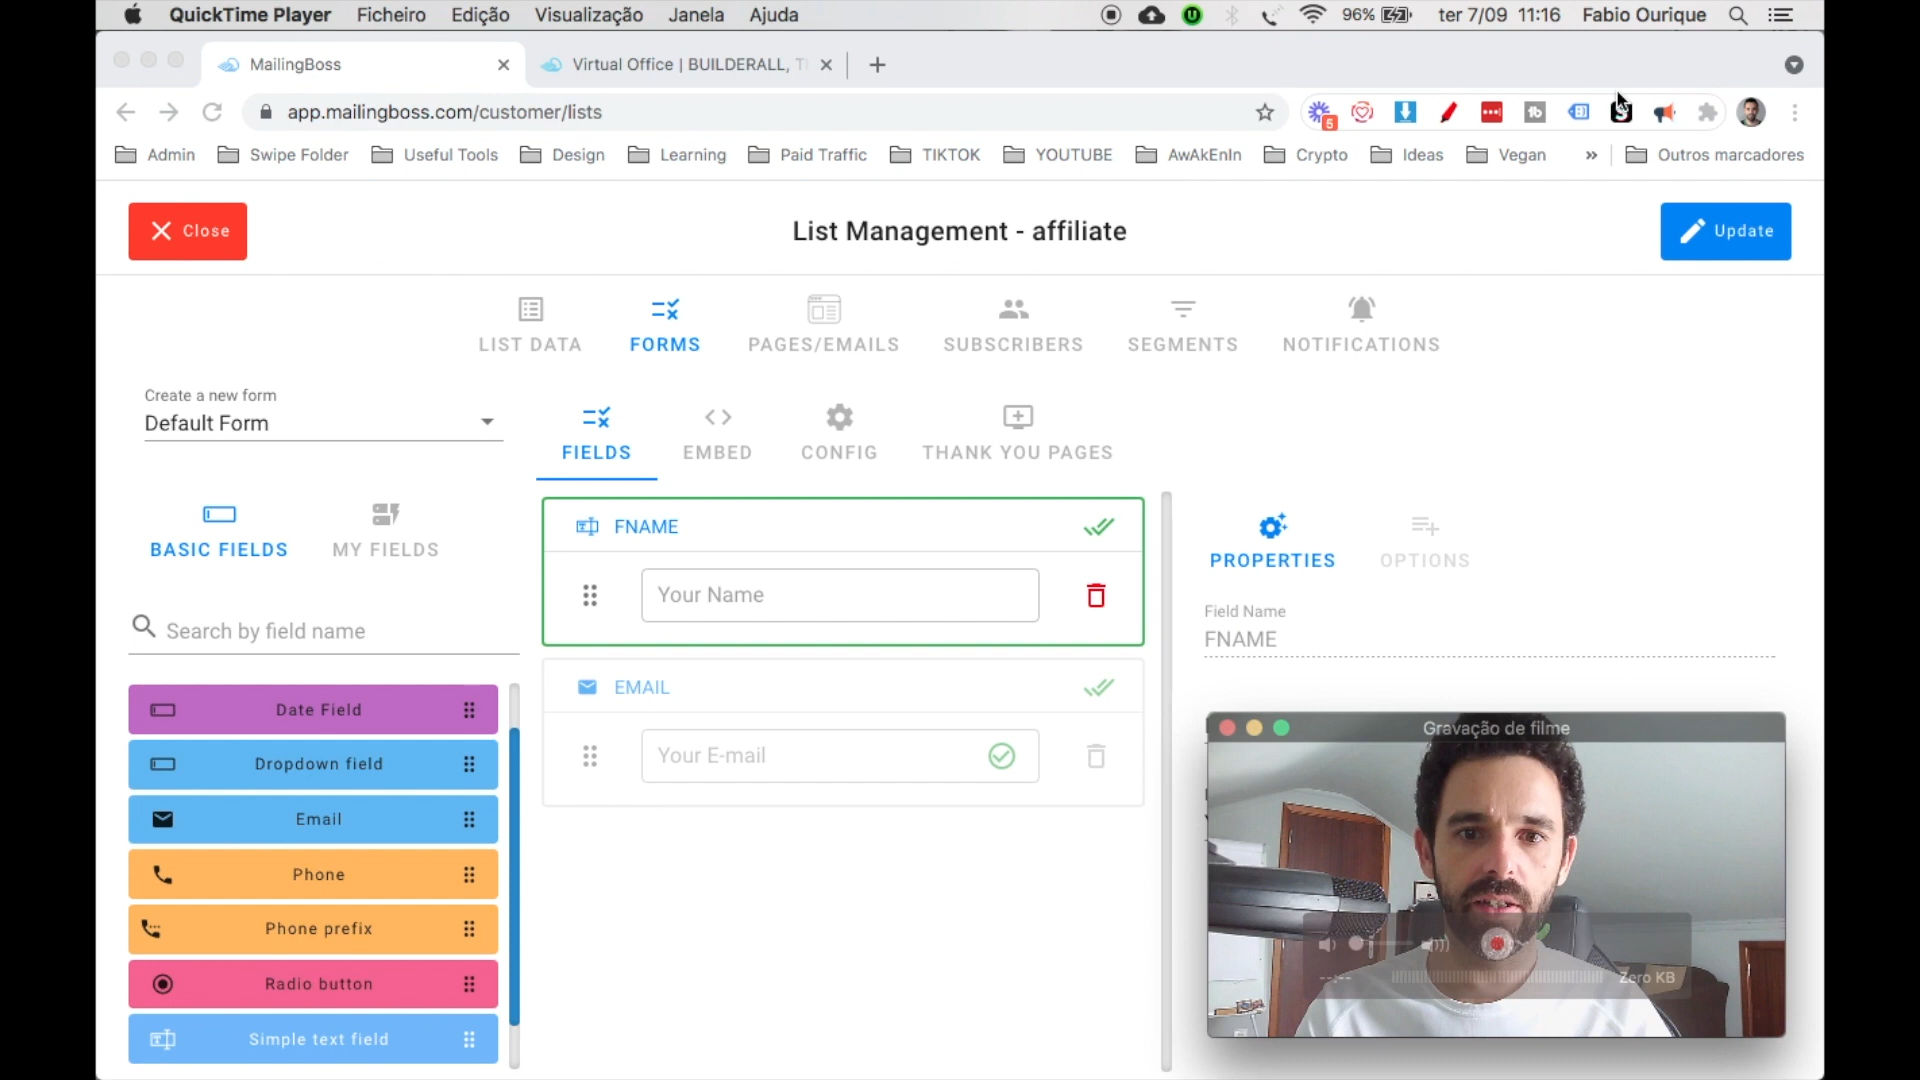 QuickTime Player Ficheiro Edição Visualização Janela Ajuda 96% ter 7/09 11:16 Fabio Ourique
MailingBoss Virtual Office | BUILDERALL,
app.mailingboss.com/customer/lists
5
Admin Swipe Folder Useful Tools Design Learning Paid Traffic TIKTOK YOUTUBE AwAkEnIn Crypto Ideas Vegan » Outros marcadores
Close
List Management - affiliate
Update
LIST DATA FORMS PAGES/EMAILS SUBSCRIBERS SEGMENTS NOTIFICATIONS
Create a new form
Default Form
FIELDS EMBED CONFIG THANK YOU PAGES
BASIC FIELDS MY FIELDS
Search by field name
Date Field
Dropdown field
Email
Phone
Phone prefix
Radio button
Simple text field
FNAME
Your Name
EMAIL
Your E-mail
PROPERTIES OPTIONS
Field Name
FNAME
Gravação de filme
--:-- Zero KB